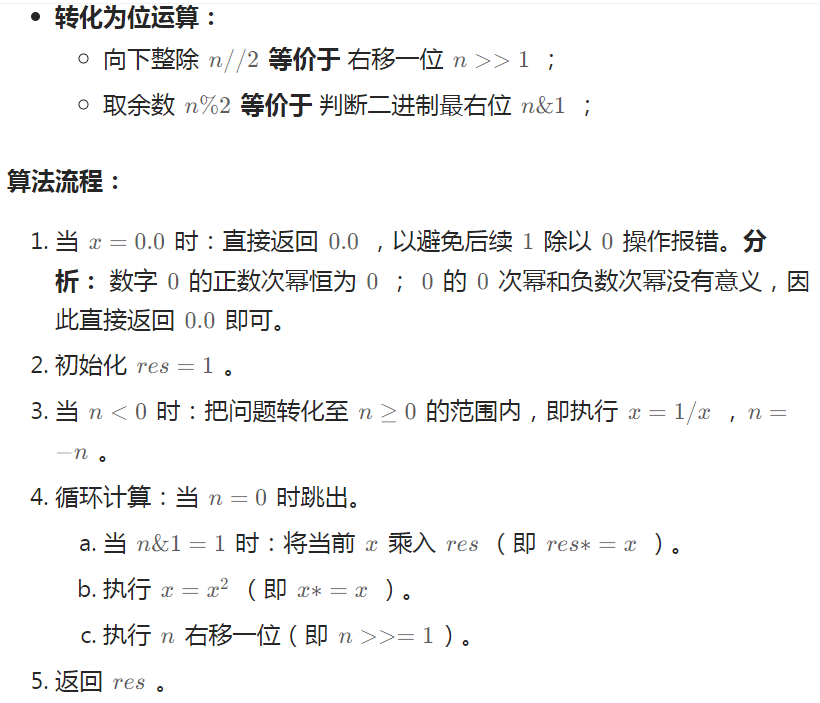 • 转化为位运算：
○ 向下整除 n//2 等价于 右移一位 n >> 1 ；
○ 取余数 n%2 等价于 判断二进制最右位 n&1 ；
算法流程：
1. 当 x = 0.0 时：直接返回 0.0 ，以避免后续 1 除以 0 操作报错。分
析： 数字 0 的正数次幂恒为 0 ； 0 的 0 次幂和负数次幂没有意义，因
此直接返回 0.0 即可。
2. 初始化 res = 1 。
3. 当 n < 0 时：把问题转化至 n ≥ 0 的范围内，即执行 x = 1/x ，n =
−n 。
4. 循环计算：当 n = 0 时跳出。
a. 当 n&1 = 1 时：将当前 x 乘入 res （即 res∗ = x ）。
b. 执行 x = x² （即 x∗ = x ）。
c. 执行 n 右移一位（即 n >>= 1 ）。
5. 返回 res 。